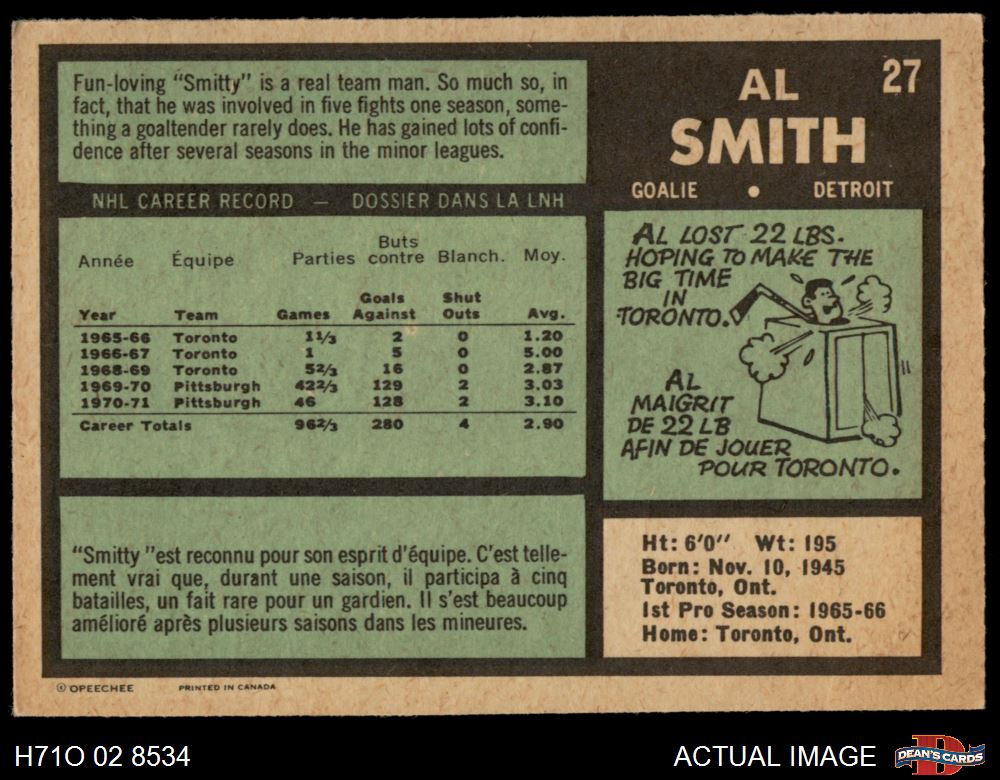 Fun-loving "Smitty" is a real team man. So much so, in
fact, that he was involved in five fights one season, some-
thing a goaltender rarely does. He has gained lots of confi-
dence after several seasons in the minor leagues.
AL 27
SMITH
GOALIE • DETROIT
NHL CAREER RECORD — DOSSIER DANS LA LNH
Année Équipe Parties Buts contre Blanch. Moy.
Year Team Games Goals Against Shut Outs Avg.
1965-66 Toronto 1 1/3 2 0 1.20
1966-67 Toronto 1 5 0 5.00
1968-69 Toronto 5 2/3 16 0 2.87
1969-70 Pittsburgh 42 2/3 129 2 3.03
1970-71 Pittsburgh 46 128 2 3.10
Career Totals 96 2/3 280 4 2.90
"Smitty "est reconnu pour son esprit d'équipe. C'est telle-
ment vrai que, durant une saison, il participa à cinq
batailles, un fait rare pour un gardien. Il s'est beaucoup
amélioré après plusieurs saisons dans les mineures.
AL LOST 22 LBS.
HOPING TO MAKE THE
BIG TIME
IN
TORONTO.
AL
MAIGRIT
DE 22 LB
AFIN DE JOUER
POUR TORONTO.
Ht: 6'0" Wt: 195
Born: Nov. 10, 1945
Toronto, Ont.
1st Pro Season: 1965-66
Home: Toronto, Ont.
© OPEECHEE PRINTED IN CANADA
H71O 02 8534
ACTUAL IMAGE
D
DEAN'S CARDS